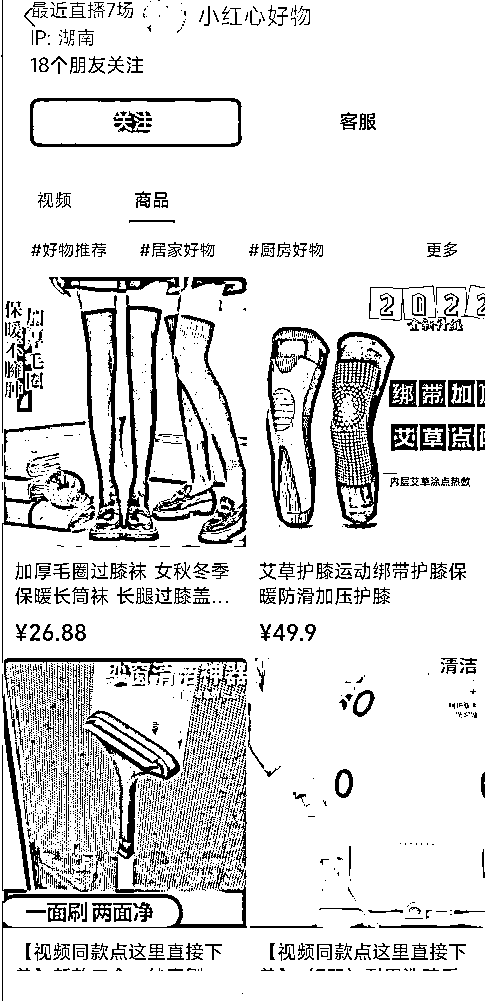 最近直播7场
小红心好物
IP: 湖南
18个朋友关注
关注
客服
视频
商品
#好物推荐
#居家好物
#厨房好物
更多
加厚毛圈
保暖不臃肿
2022
全新升级
绑带加
艾草点
内层艾草涂点热敷
加厚毛圈过膝袜 女秋冬季
保暖长筒袜 长腿过膝盖...
¥26.88
艾草护膝运动绑带护膝保
暖防滑加压护膝
¥49.9
清洁
一面刷 两面净
【视频同款点这里直接下
【视频同款点这里直接下